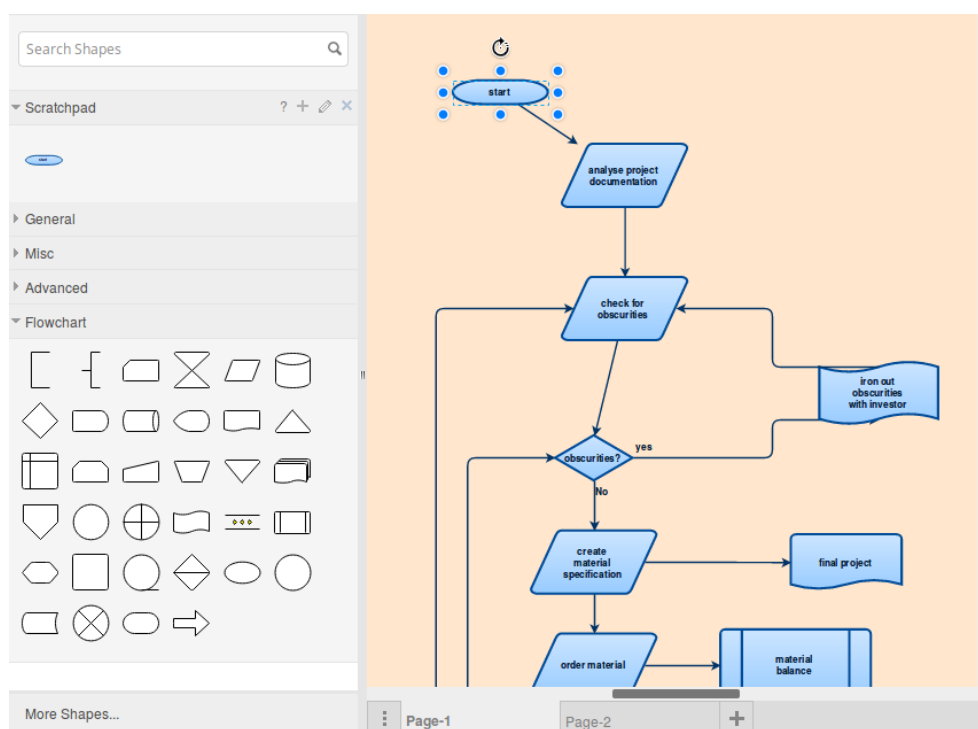 Search Shapes
Scratchpad
?
start
General
Misc
Advanced
Flowchart
More Shapes...
start
analyse project
documentation
check for
obscurities
iron out
obscurities
with investor
obscurities?
yes
No
create
material
specification
final project
order material
material
balance
Page-1
Page-2